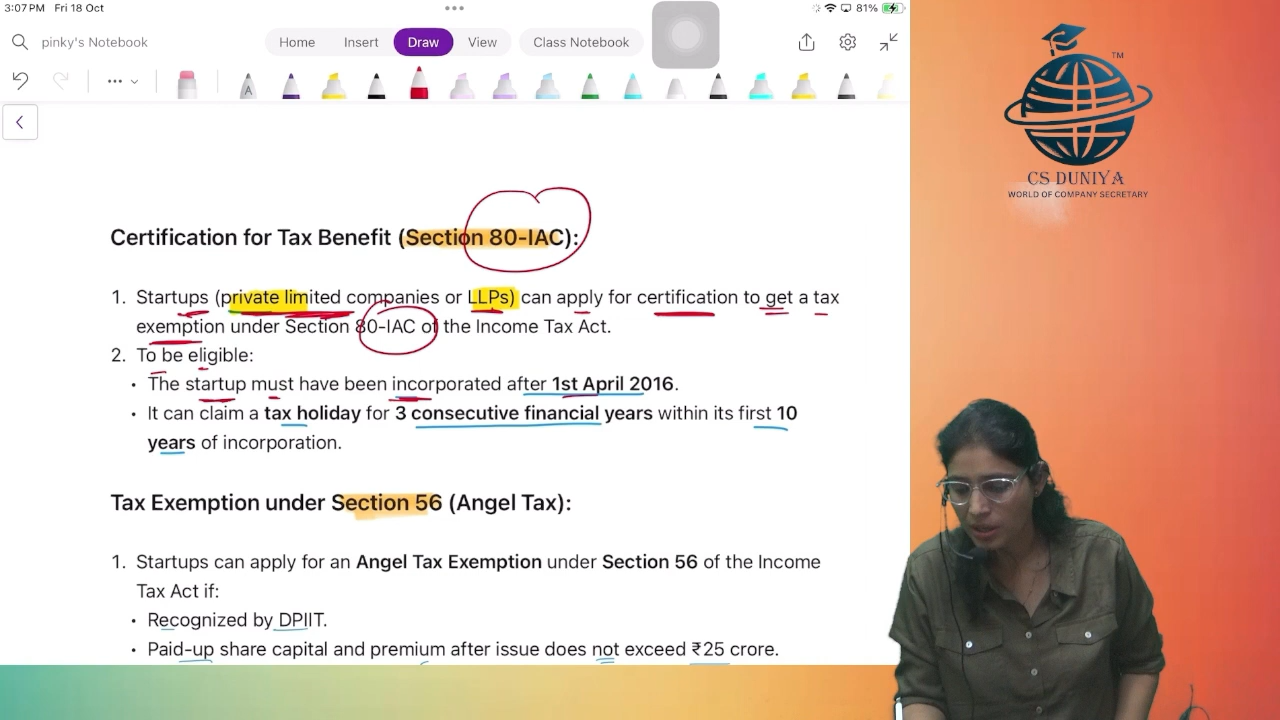 3:07 PM Fri 18 Oct
81%
pinky's Notebook
Home Insert Draw View Class Notebook
A
TM
CS DUNIYA
WORLD OF COMPANY SECRETARY
Certification for Tax Benefit (Section 80-IAC):
1. Startups (private limited companies or LLPs) can apply for certification to get a tax
exemption under Section 80-IAC of the Income Tax Act.
2. To be eligible:
• The startup must have been incorporated after 1st April 2016.
• It can claim a tax holiday for 3 consecutive financial years within its first 10
years of incorporation.
Tax Exemption under Section 56 (Angel Tax):
1. Startups can apply for an Angel Tax Exemption under Section 56 of the Income
Tax Act if:
• Recognized by DPIIT.
• Paid-up share capital and premium after issue does not exceed ₹25 crore.